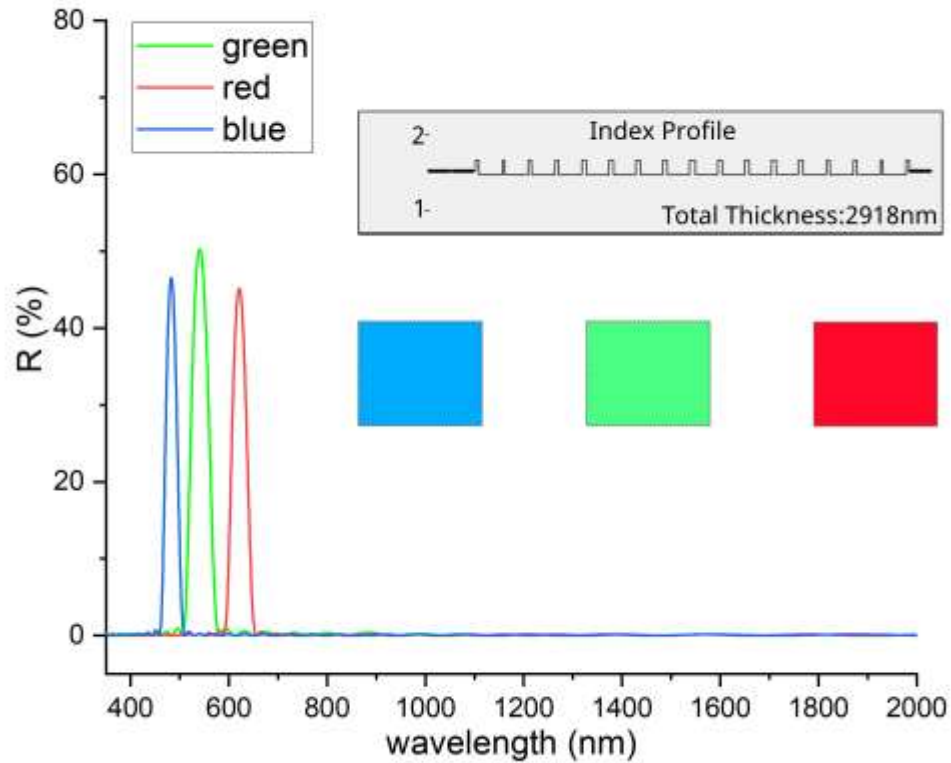 80
60
40
20
0
R (%)
green
red
blue
Index Profile
2-
1-
Total Thickness:2918nm
400 600 800 1000 1200 1400 1600 1800 2000
wavelength (nm)